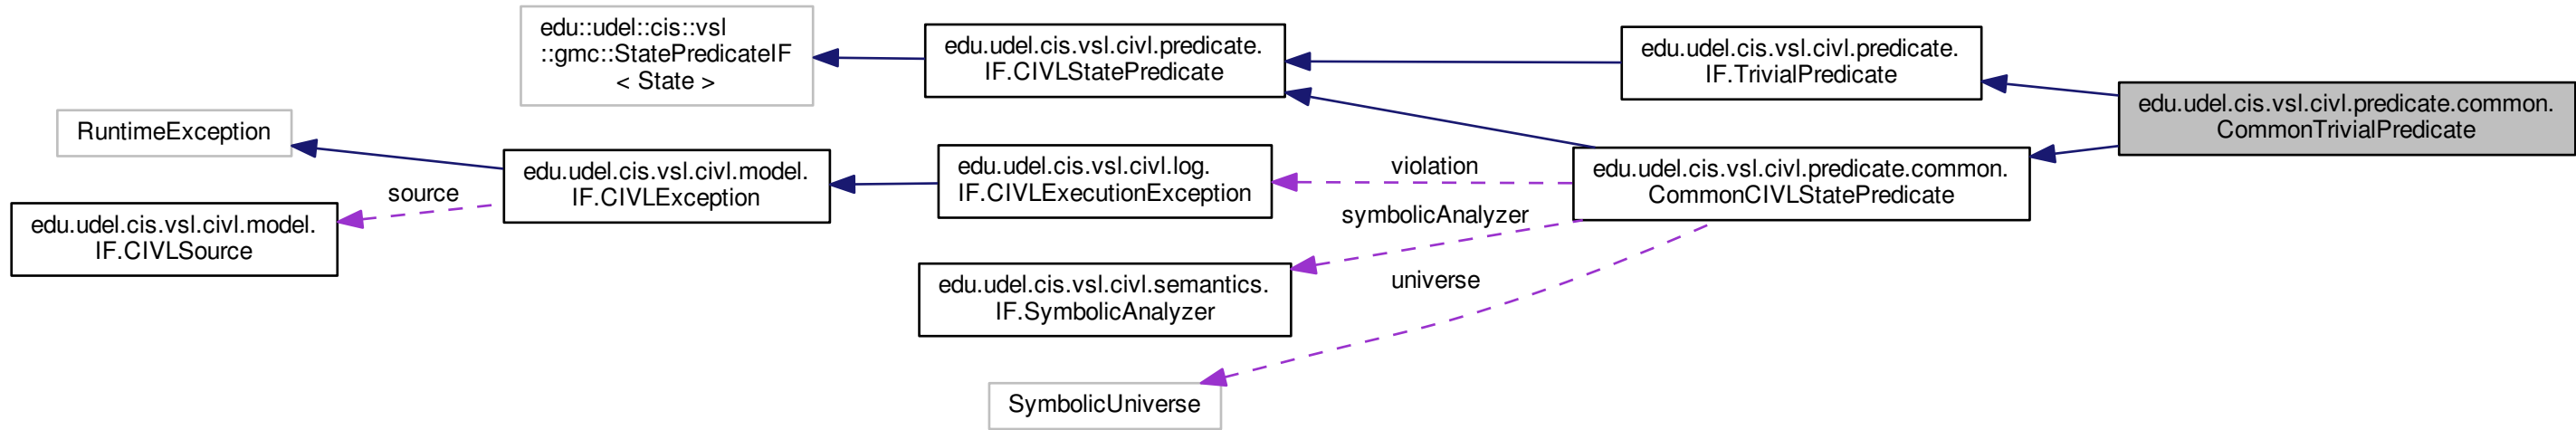 edu::udel::cis::vsl
::gmc::StatePredicateIF
< State >
edu.udel.cis.vsl.civl.predicate.
IF.CIVLStatePredicate
edu.udel.cis.vsl.civl.predicate.
IF.TrivialPredicate
edu.udel.cis.vsl.civl.predicate.common.
CommonTrivialPredicate
RuntimeException
edu.udel.cis.vsl.civl.model.
IF.CIVLException
edu.udel.cis.vsl.civl.log.
IF.CIVLExecutionException
violation
edu.udel.cis.vsl.civl.predicate.common.
CommonCIVLStatePredicate
source
edu.udel.cis.vsl.civl.model.
IF.CIVLSource
symbolicAnalyzer
edu.udel.cis.vsl.civl.semantics.
IF.SymbolicAnalyzer
universe
SymbolicUniverse